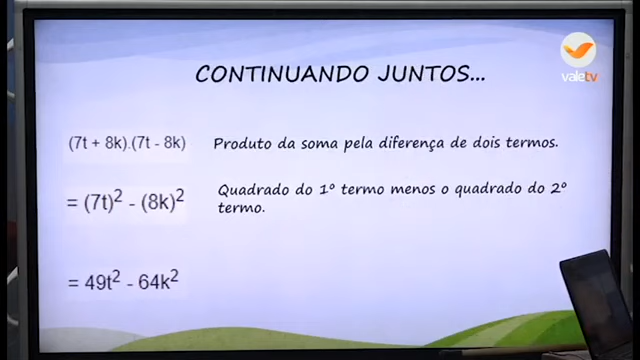 CONTINUANDO JUNTOS...
valetv
(7t + 8k).(7t - 8k) Produto da soma pela diferença de dois termos.
= (7t)² - (8k)² Quadrado do 1º termo menos o quadrado do 2º
termo.
= 49t² - 64k²